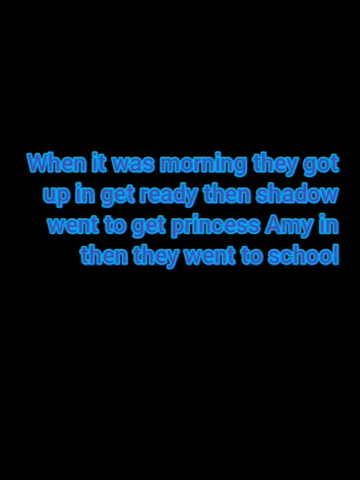 When it was morning they got
up in get ready then shadow
went to get princess Amy in
then they went to school